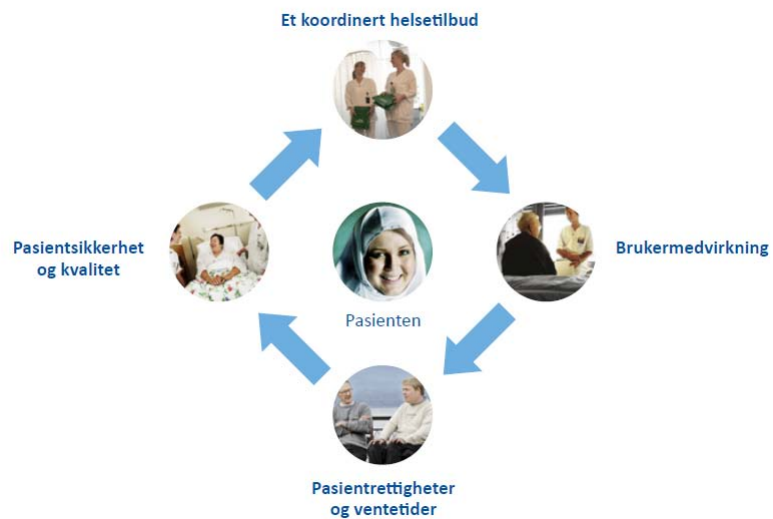 Et koordinert helsetilbud
Pasientsikkerhet
og kvalitet
Brukermedvirkning
Pasienten
Pasientrettigheter
og ventetider